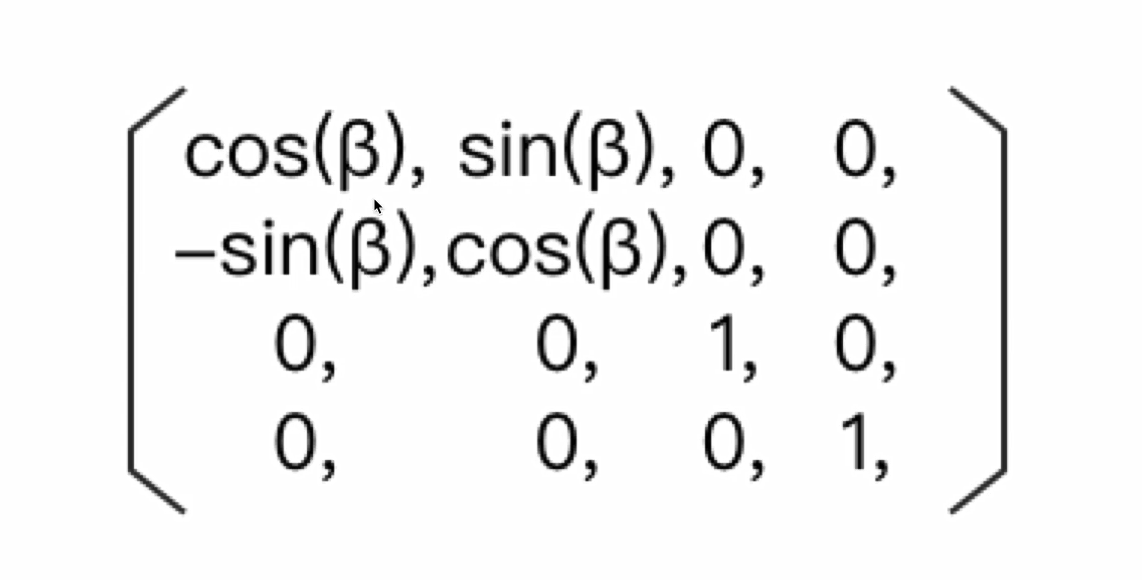 cos(β), sin(β), 0, 0,
–sin(β), cos(β), 0, 0,
0, 0, 1, 0,
0, 0, 0, 1,